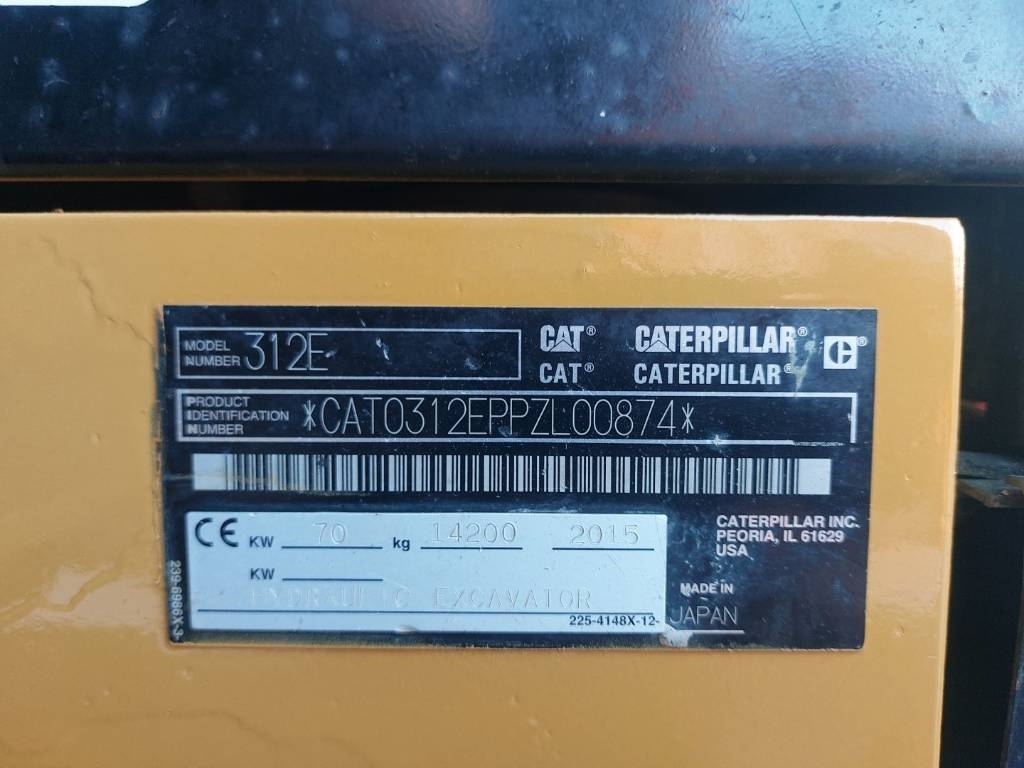 MODEL NUMBER 312E
CAT® CATERPILLAR®
CAT® CATERPILLAR®
PRODUCT IDENTIFICATION NUMBER *CAT0312EPPZL00874*
CE KW 70 kg 14200 2015
KW
HYDRAULIC EXCAVATOR
225-4148X-12-
239-6986X-3-
CATERPILLAR INC.
PEORIA, IL 61629
USA
MADE IN
JAPAN